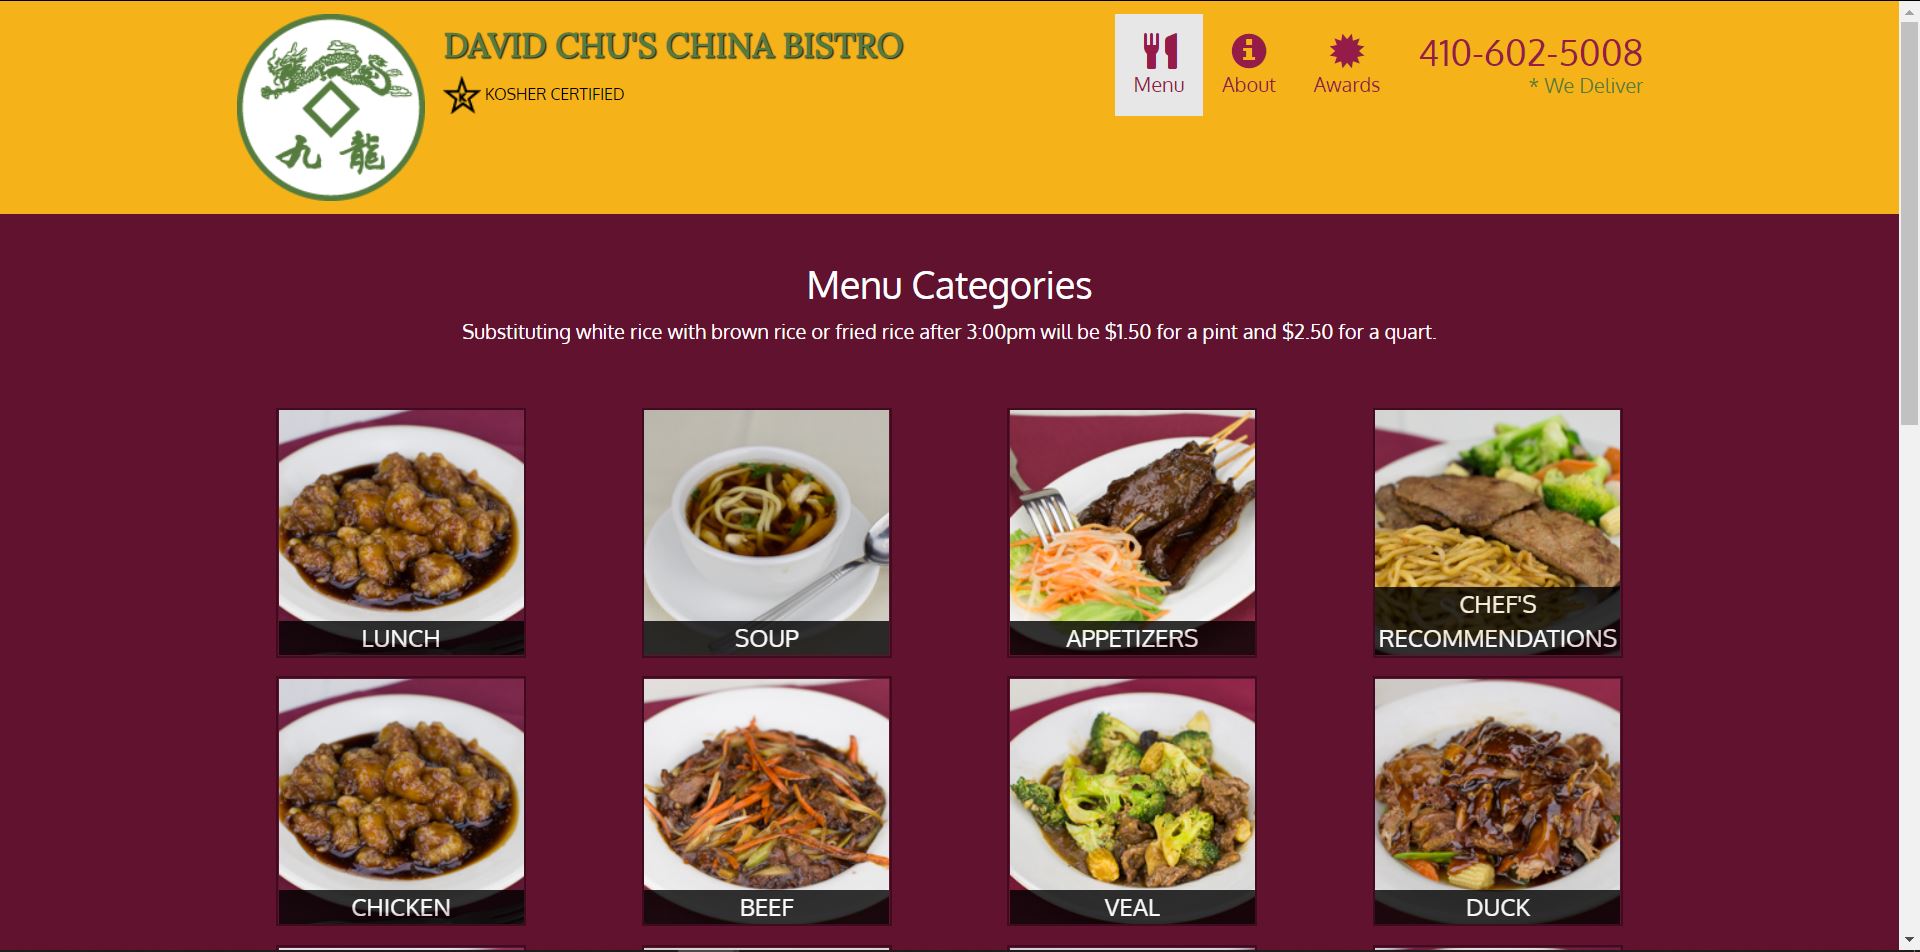 九 龍
DAVID CHU'S CHINA BISTRO
K KOSHER CERTIFIED
Menu
About
Awards
410-602-5008
* We Deliver
Menu Categories
Substituting white rice with brown rice or fried rice after 3:00pm will be $1.50 for a pint and $2.50 for a quart.
LUNCH
SOUP
APPETIZERS
CHEF'S
RECOMMENDATIONS
CHICKEN
BEEF
VEAL
DUCK